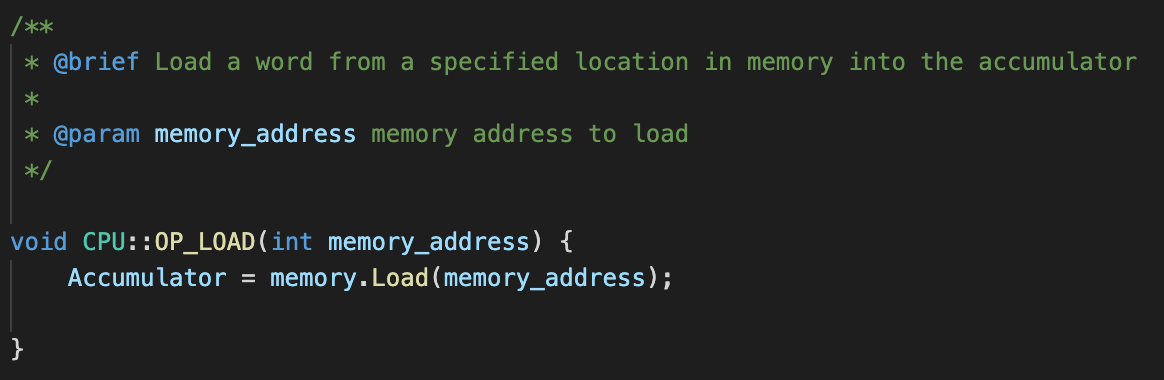 /**
 * @brief Load a word from a specified location in memory into the accumulator
 *
 * @param memory_address memory address to load
 */
void CPU::OP_LOAD(int memory_address) {
    Accumulator = memory.Load(memory_address);
}